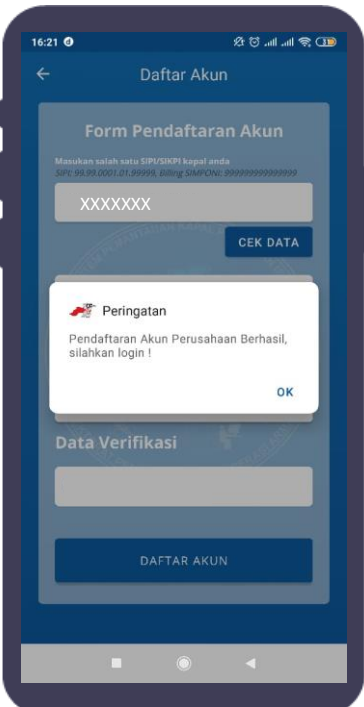 16:21
Daftar Akun
Form Pendaftaran Akun
Masukan salah satu SIPI/SIKPI kapal anda
SIPI: 99.99.0001.01.99999, Billing SIMPONI: 999999999999999
XXXXXXX
CEK DATA
Peringatan
Pendaftaran Akun Perusahaan Berhasil,
silahkan login !
OK
Data Verifikasi
DAFTAR AKUN